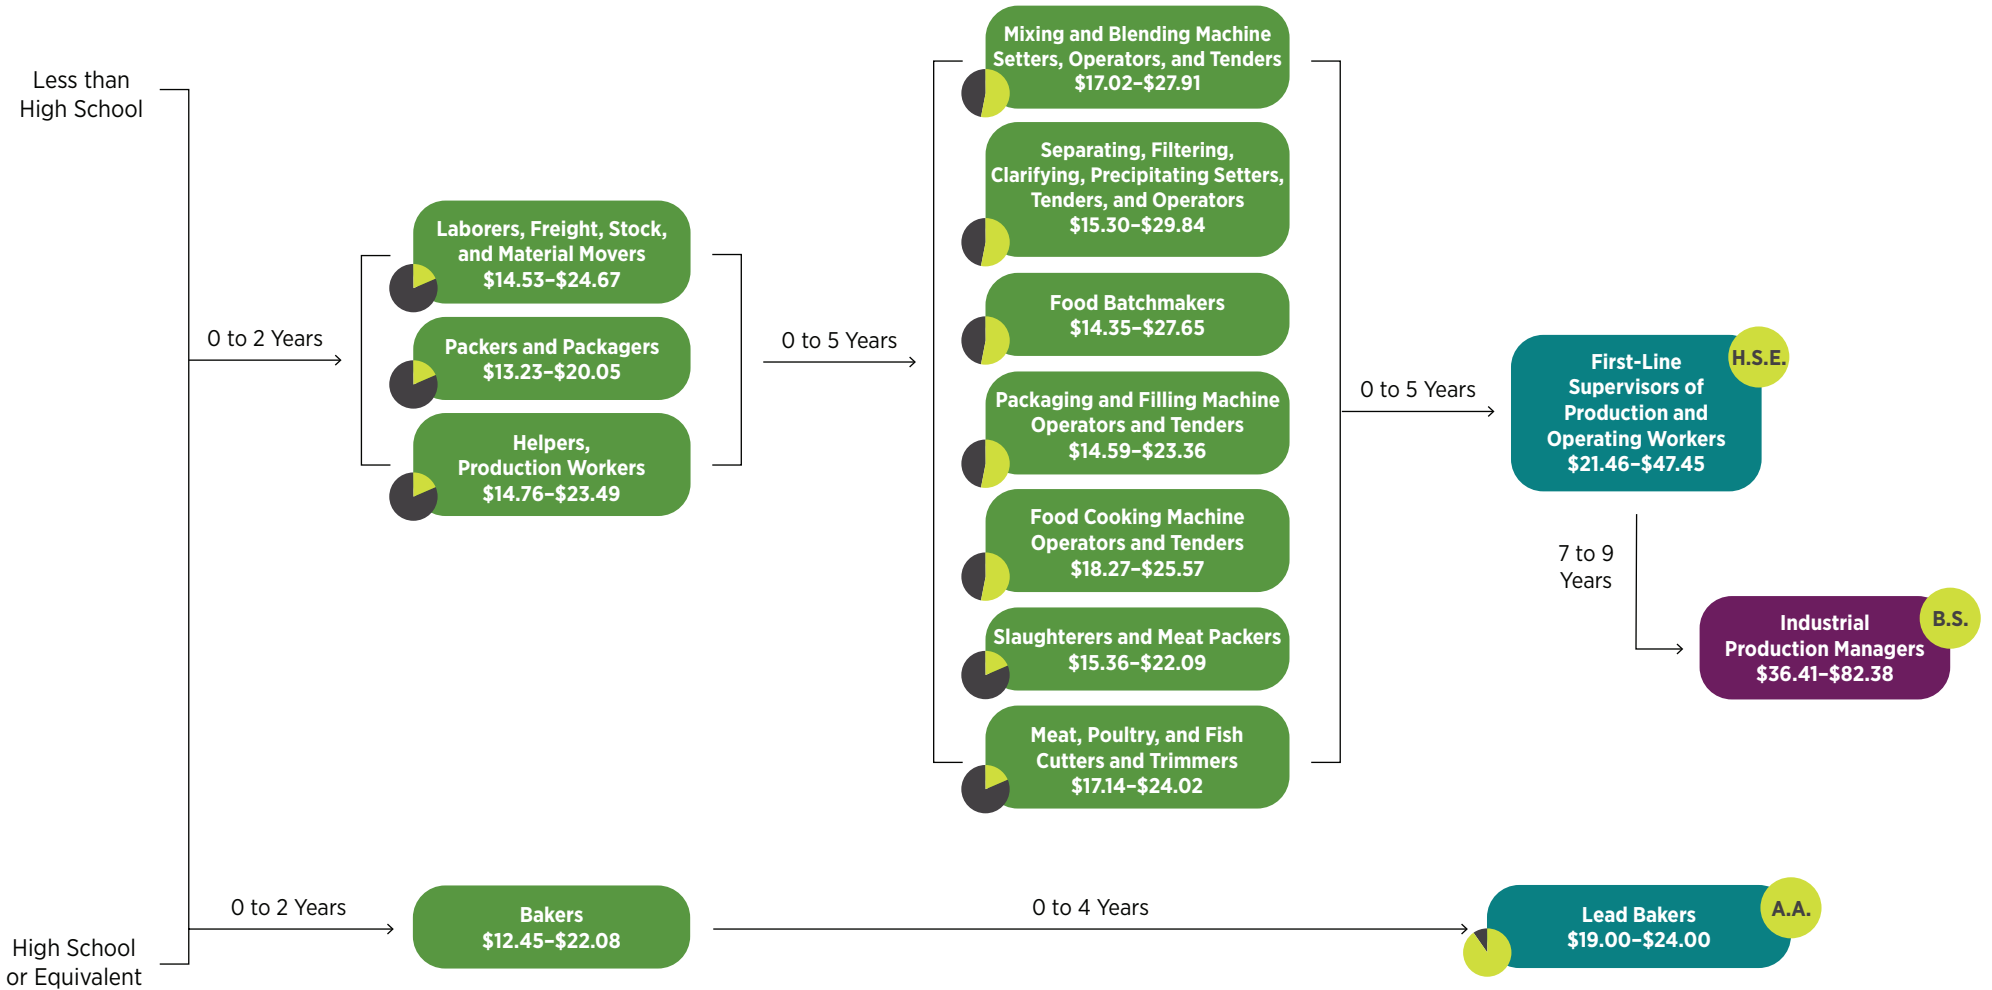 Less than
High School
0 to 2 Years
Laborers, Freight, Stock,
and Material Movers
$14.53–$24.67
Packers and Packagers
$13.23–$20.05
Helpers,
Production Workers
$14.76–$23.49
0 to 5 Years
Mixing and Blending Machine
Setters, Operators, and Tenders
$17.02–$27.91
Separating, Filtering,
Clarifying, Precipitating Setters,
Tenders, and Operators
$15.30–$29.84
Food Batchmakers
$14.35–$27.65
Packaging and Filling Machine
Operators and Tenders
$14.59–$23.36
Food Cooking Machine
Operators and Tenders
$18.27–$25.57
Slaughterers and Meat Packers
$15.36–$22.09
Meat, Poultry, and Fish
Cutters and Trimmers
$17.14–$24.02
0 to 5 Years
H.S.E.
First-Line
Supervisors of
Production and
Operating Workers
$21.46–$47.45
7 to 9
Years
B.S.
Industrial
Production Managers
$36.41–$82.38
High School
or Equivalent
0 to 2 Years
Bakers
$12.45–$22.08
0 to 4 Years
A.A.
Lead Bakers
$19.00–$24.00